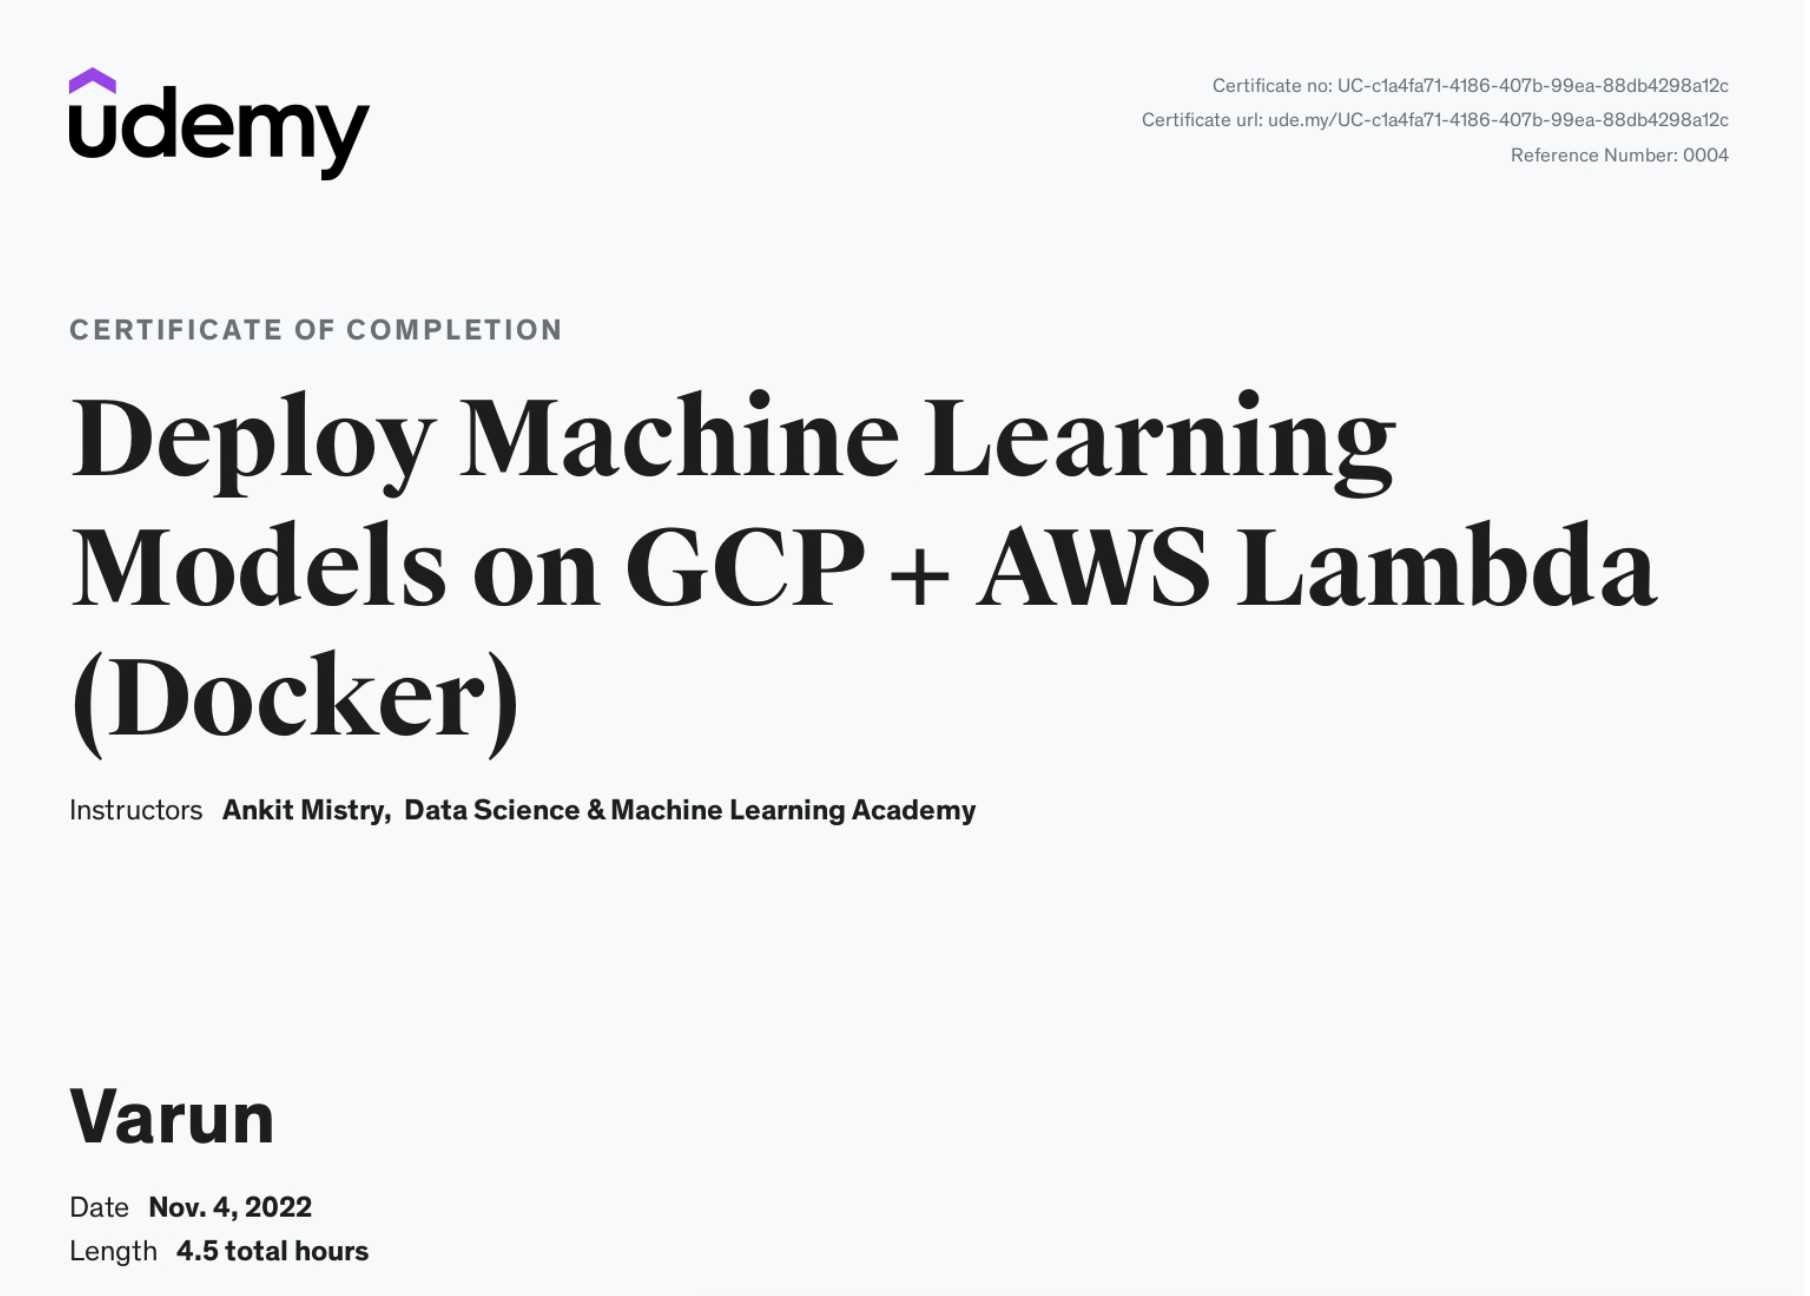 udemy
Certificate no: UC-c1a4fa71-4186-407b-99ea-88db4298a12c
Certificate url: ude.my/UC-c1a4fa71-4186-407b-99ea-88db4298a12c
Reference Number: 0004
CERTIFICATE OF COMPLETION
Deploy Machine Learning
Models on GCP + AWS Lambda
(Docker)
Instructors Ankit Mistry, Data Science & Machine Learning Academy
Varun
Date Nov. 4, 2022
Length 4.5 total hours